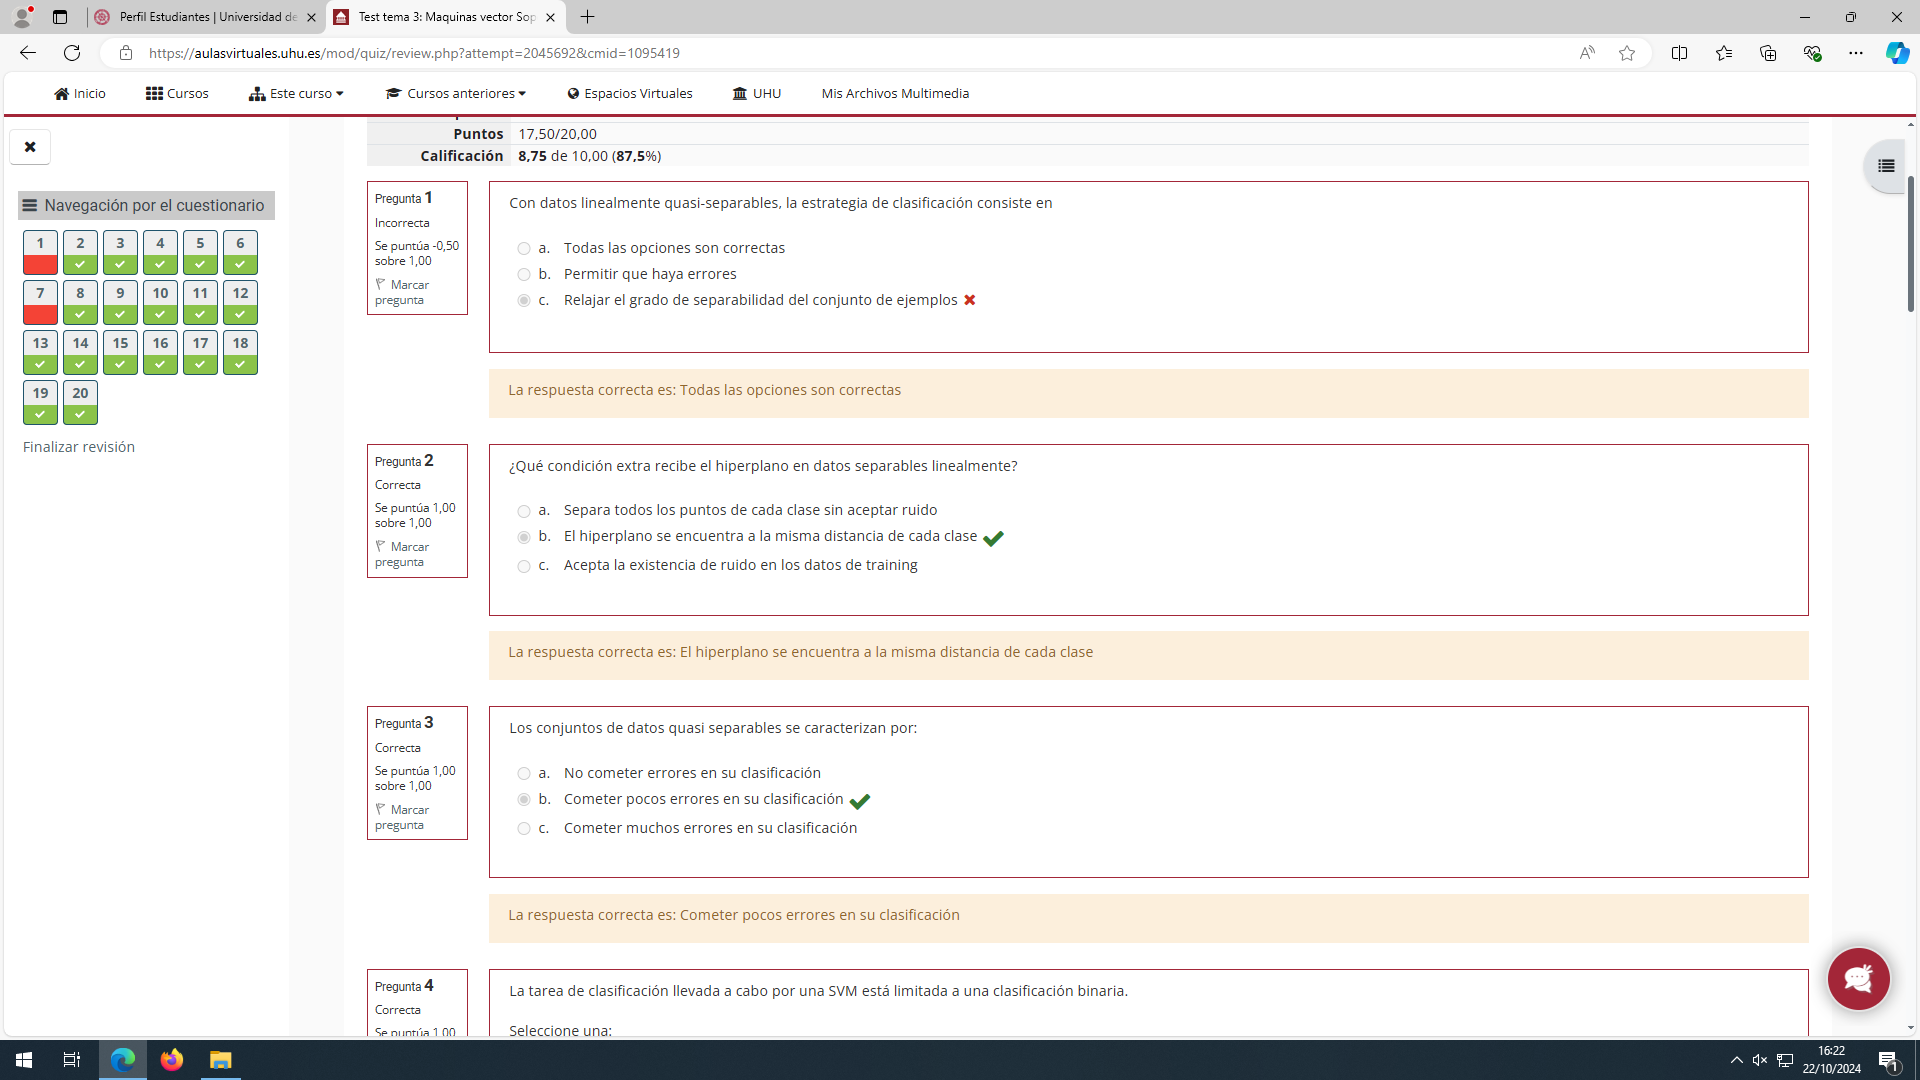 Perfil Estudiantes | Universidad de
Test tema 3: Maquinas vector Sop
https://aulasvirtuales.uhu.es/mod/quiz/review.php?attempt=2045692&cmid=1095419
Inicio
Cursos
Este curso
Cursos anteriores
Espacios Virtuales
UHU
Mis Archivos Multimedia
Puntos 17,50/20,00
Calificación 8,75 de 10,00 (87,5%)
Navegación por el cuestionario
1 2 3 4 5 6
7 8 9 10 11 12
13 14 15 16 17 18
19 20
Finalizar revisión
Pregunta 1
Incorrecta
Se puntúa -0,50
sobre 1,00
Marcar
pregunta
Con datos linealmente quasi-separables, la estrategia de clasificación consiste en
a. Todas las opciones son correctas
b. Permitir que haya errores
c. Relajar el grado de separabilidad del conjunto de ejemplos
La respuesta correcta es: Todas las opciones son correctas
Pregunta 2
Correcta
Se puntúa 1,00
sobre 1,00
Marcar
pregunta
¿Qué condición extra recibe el hiperplano en datos separables linealmente?
a. Separa todos los puntos de cada clase sin aceptar ruido
b. El hiperplano se encuentra a la misma distancia de cada clase
c. Acepta la existencia de ruido en los datos de training
La respuesta correcta es: El hiperplano se encuentra a la misma distancia de cada clase
Pregunta 3
Correcta
Se puntúa 1,00
sobre 1,00
Marcar
pregunta
Los conjuntos de datos quasi separables se caracterizan por:
a. No cometer errores en su clasificación
b. Cometer pocos errores en su clasificación
c. Cometer muchos errores en su clasificación
La respuesta correcta es: Cometer pocos errores en su clasificación
Pregunta 4
Correcta
Se puntúa 1,00
La tarea de clasificación llevada a cabo por una SVM está limitada a una clasificación binaria.
Seleccione una:
16:22
22/10/2024
1